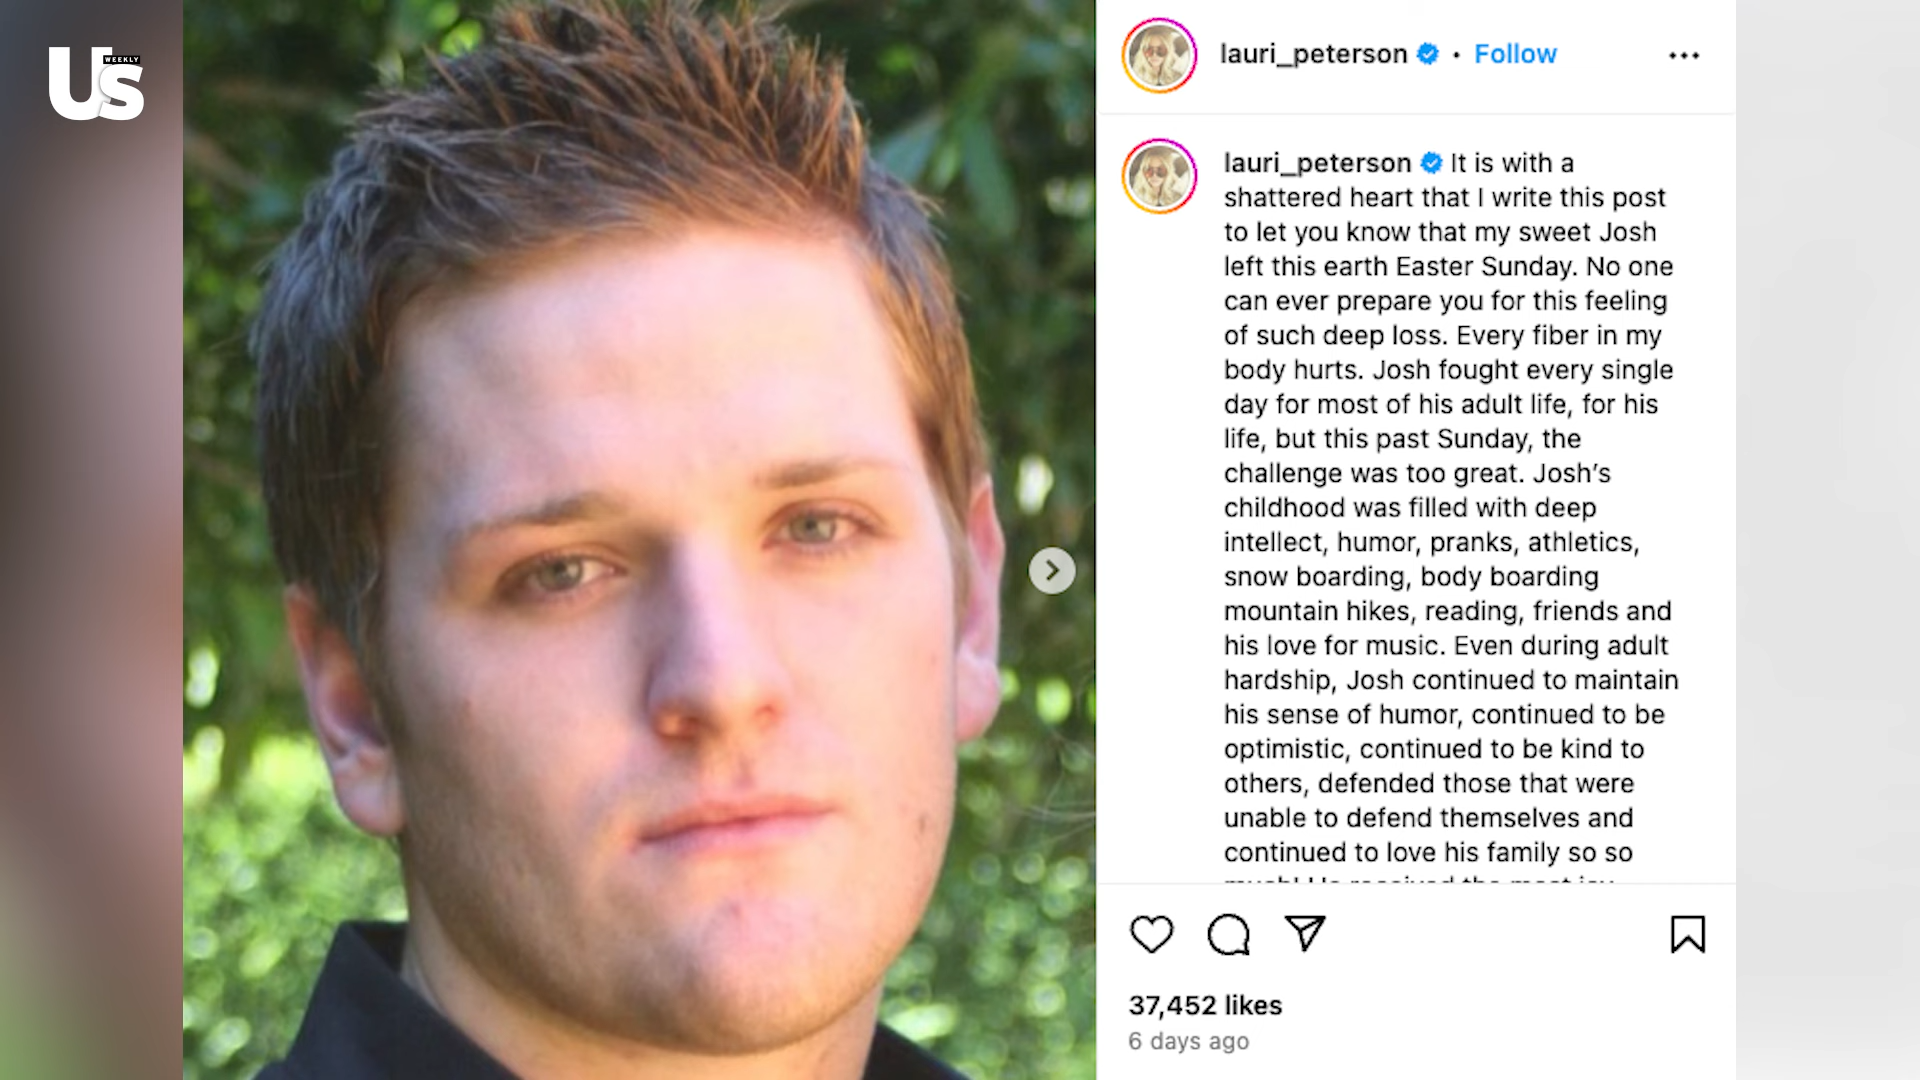 Us
WEEKLY
lauri_peterson • Follow
lauri_peterson It is with a
shattered heart that I write this post
to let you know that my sweet Josh
left this earth Easter Sunday. No one
can ever prepare you for this feeling
of such deep loss. Every fiber in my
body hurts. Josh fought every single
day for most of his adult life, for his
life, but this past Sunday, the
challenge was too great. Josh’s
childhood was filled with deep
intellect, humor, pranks, athletics,
snow boarding, body boarding
mountain hikes, reading, friends and
his love for music. Even during adult
hardship, Josh continued to maintain
his sense of humor, continued to be
optimistic, continued to be kind to
others, defended those that were
unable to defend themselves and
continued to love his family so so
37,452 likes
6 days ago